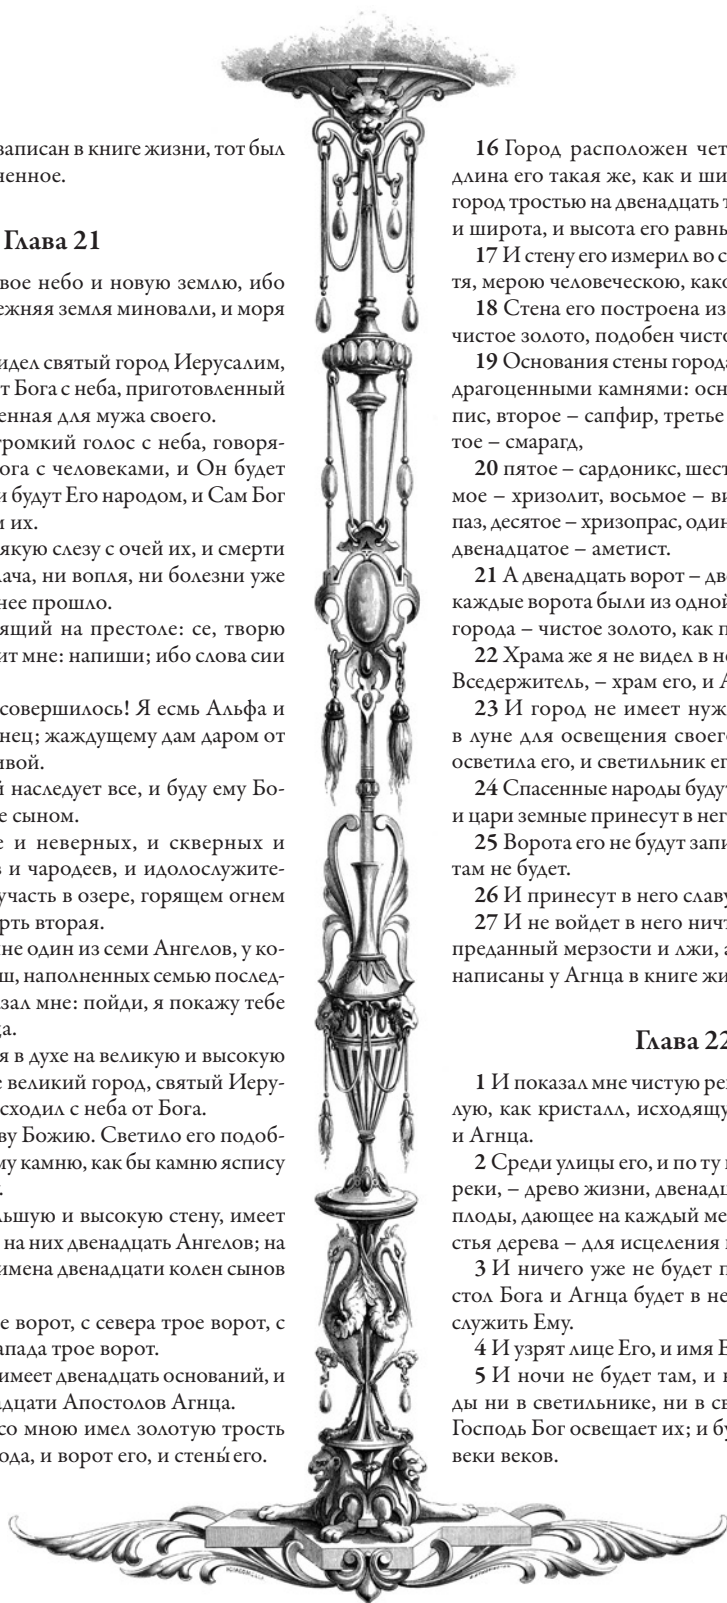 записан в книге жизни, тот был
ченное.
Глава 21
вое небо и новую землю, ибо
ежняя земля миновали, и моря
идел святый город Иерусалим,
т Бога с неба, приготовленный
енная для мужа своего.
громкий голос с неба, говоря-
ога с человеками, и Он будет
и будут Его народом, и Сам Бог
и их.
якую слезу с очей их, и смерти
лача, ни вопля, ни болезни уже
нее прошло.
ящий на престоле: се, творю
ит мне: напиши; ибо слова сии
совершилось! Я есмь Альфа и
нец; жаждущему дам даром от
ивой.
й наследует все, и буду ему Бо-
е сыном.
е и неверных, и скверных и
в и чародеев, и идолослужите-
участь в озере, горящем огнем
рть вторая.
не один из семи Ангелов, у ко-
ш, наполненных семью послед-
зал мне: пойди, я покажу тебе
ца.
я в духе на великую и высокую
е великий город, святый Иеру-
сходил с неба от Бога.
ву Божию. Светило его подоб-
му камню, как бы камню яспису
льшую и высокую стену, имеет
на них двенадцать Ангелов; на
имена двенадцати колен сынов
е ворот, с севера трое ворот, с
апада трое ворот.
имеет двенадцать оснований, и
адцати Апостолов Агнца.
со мною имел золотую трость
ода, и ворот его, и стены́ его.
16 Город расположен чет
длина его такая же, как и ши
город тростью на двенадцать т
и широта, и высота его равны
17 И стену его измерил во с
тя, мерою человеческою, како
18 Стена его построена из
чистое золото, подобен чисто
19 Основания стены города
драгоценными камнями: осн
пис, второе – сапфир, третье
тое – смарагд,
20 пятое – сардоникс, шест
мое – хризолит, восьмое – ви
паз, десятое – хризопрас, один
двенадцатое – аметист.
21 А двенадцать ворот – две
каждые ворота были из одной
города – чистое золото, как п
22 Храма же я не видел в не
Вседержитель, – храм его, и А
23 И город не имеет нуж
в луне для освещения своего
осветила его, и светильник ег
24 Спасенные народы будут
и цари земные принесут в него
25 Ворота его не будут запи
там не будет.
26 И принесут в него славу
27 И не войдет в него ничт
преданный мерзости и лжи, а
написаны у Агнца в книге жи
Глава 22
1 И показал мне чистую рек
лую, как кристалл, исходящу
и Агнца.
2 Среди улицы его, и по ту и
реки, – древо жизни, двенадц
плоды, дающее на каждый ме
стья дерева – для исцеления н
3 И ничего уже не будет п
стол Бога и Агнца будет в не
служить Ему.
4 И узрят лице Его, и имя Е
5 И ночи не будет там, и н
ды ни в светильнике, ни в св
Господь Бог освещает их; и бу
веки веков.